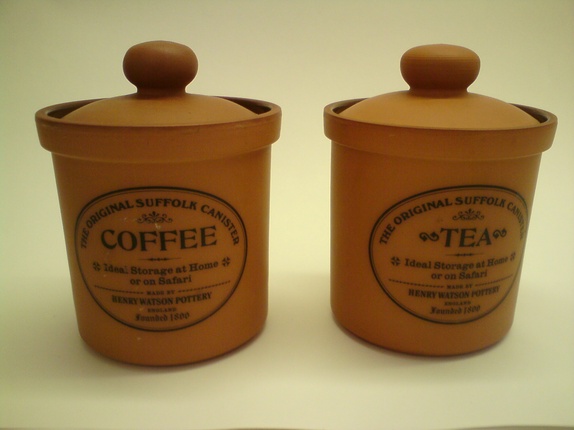 THE ORIGINAL SUFFOLK CANISTER
COFFEE
Ideal Storage at Home
or on Safari
MADE BY
HENRY WATSON POTTERY
ENGLAND
Founded 1800
THE ORIGINAL SUFFOLK CANISTER
TEA
Ideal Storage at Home
or on Safari
MADE BY
HENRY WATSON POTTERY
ENGLAND
Founded 1800